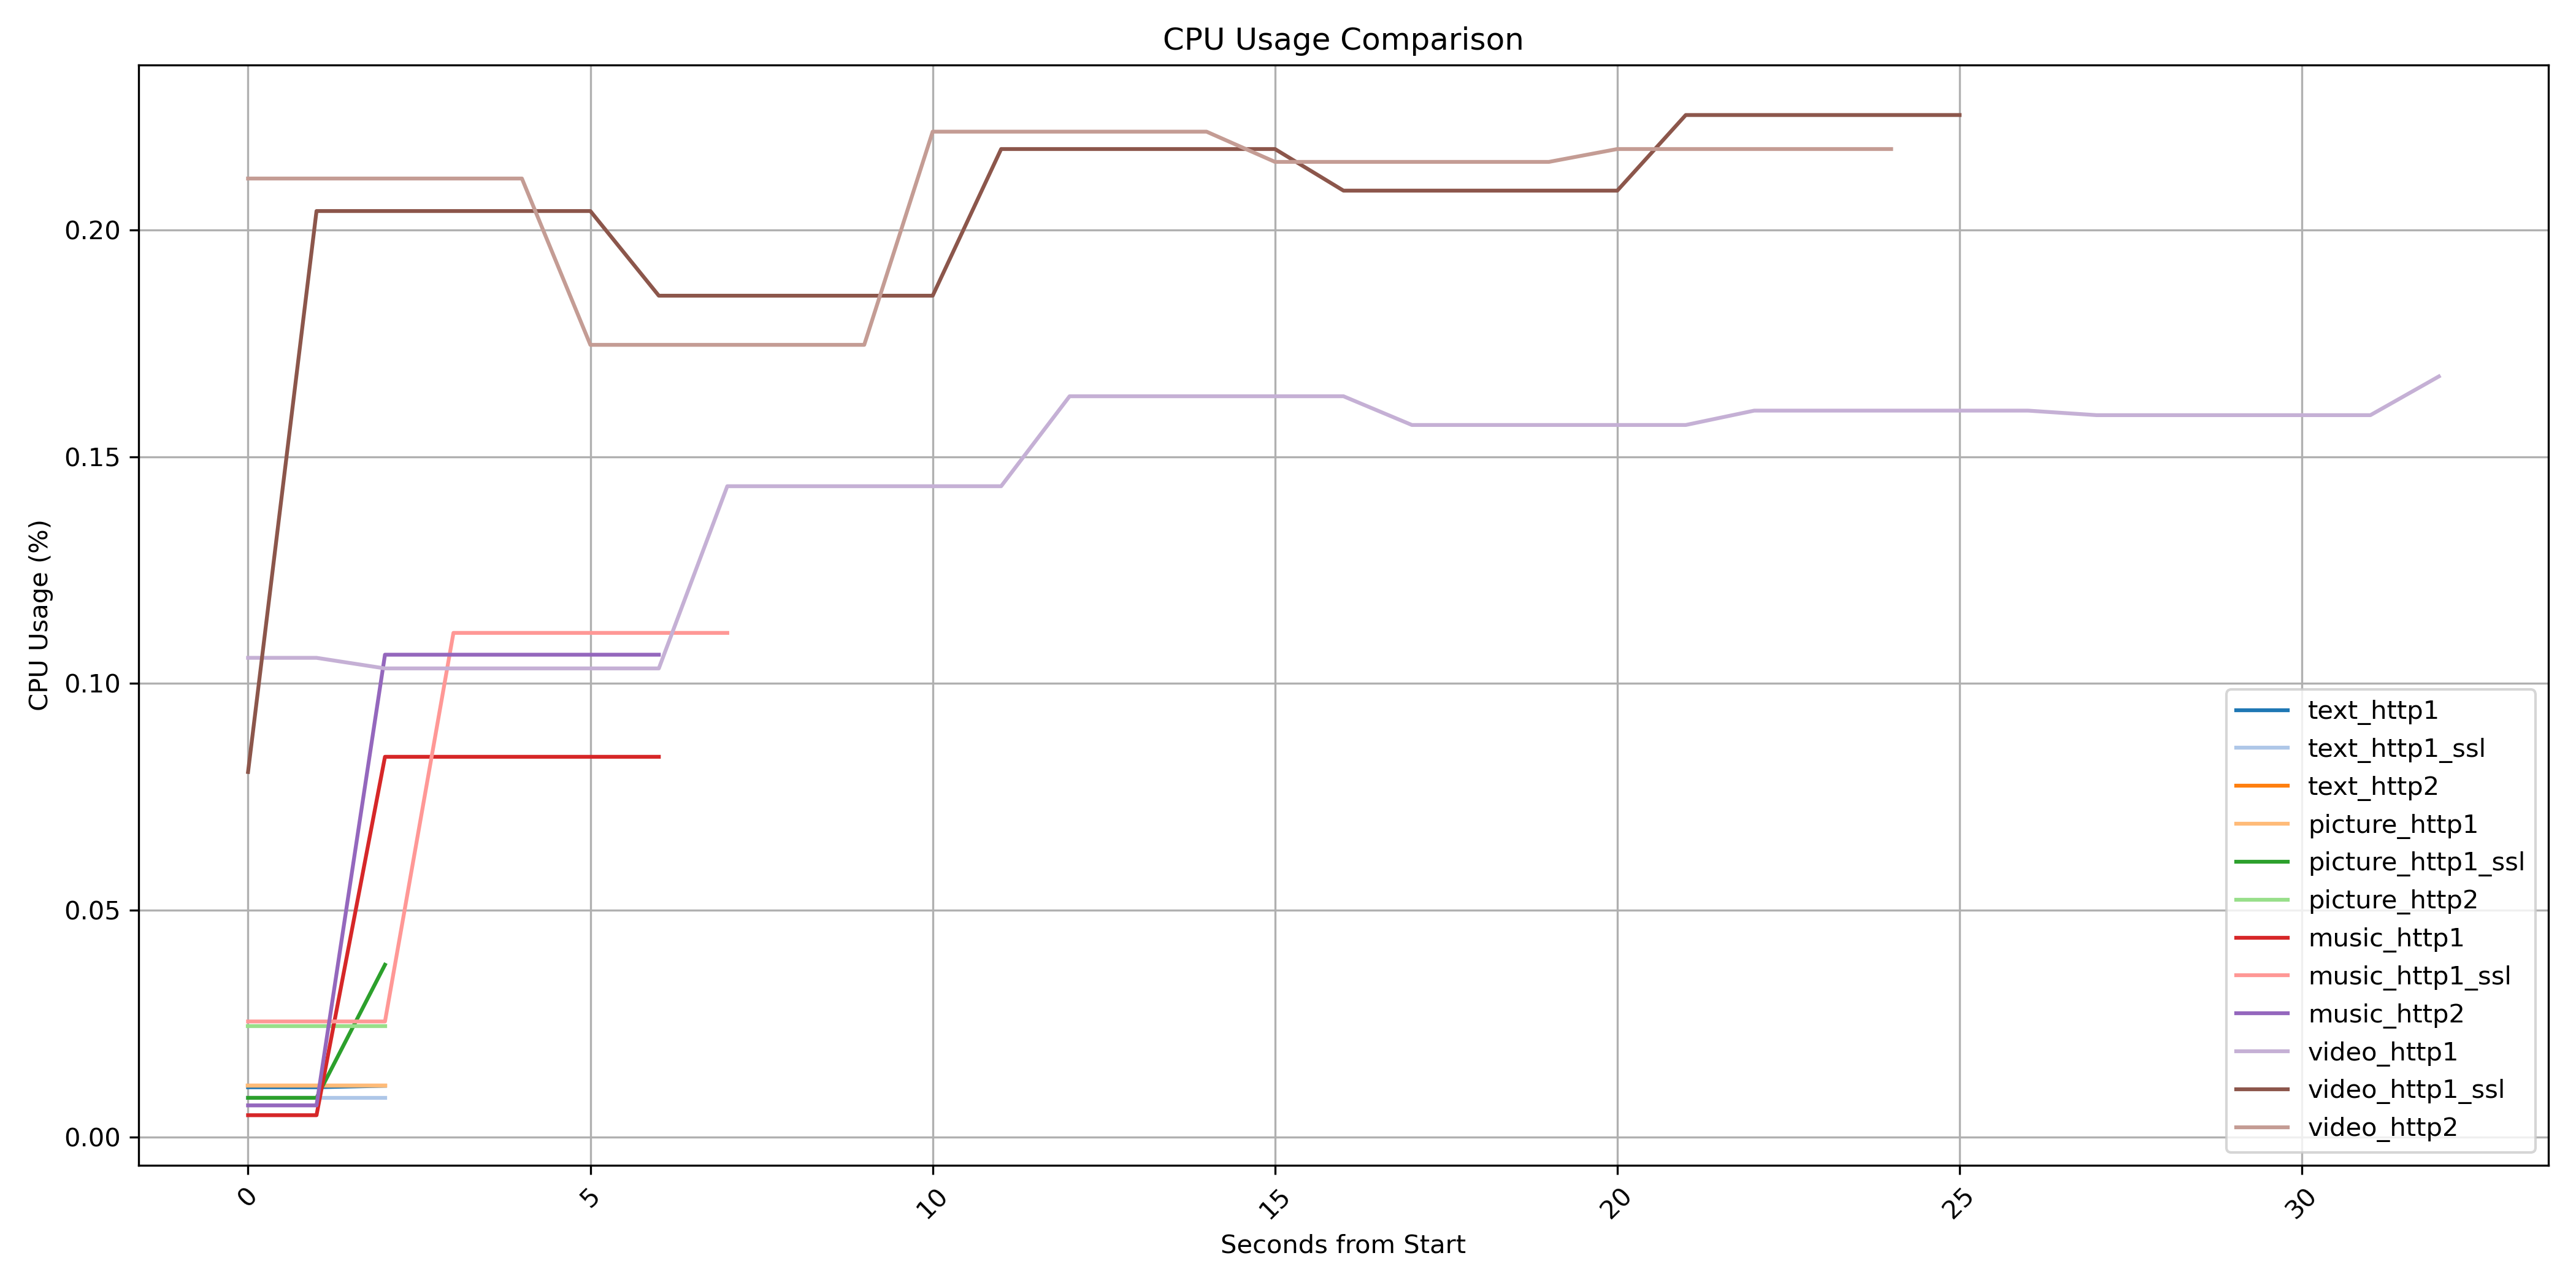 CPU Usage Comparison
CPU Usage (%)
0.20
0.15
0.10
0.05
0.00
text_http1
text_http1_ssl
text_http2
picture_http1
picture_http1_ssl
picture_http2
music_http1
music_http1_ssl
music_http2
video_http1
video_http1_ssl
video_http2
0 5 10 15 20 25 30
Seconds from Start